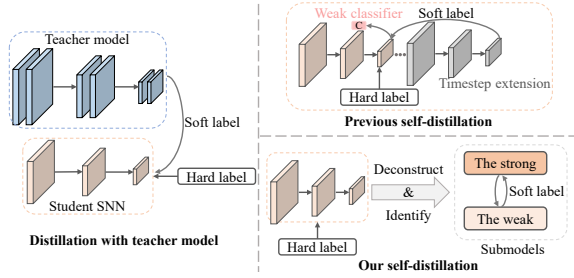 Teacher model
Soft label
Hard label
Student SNN
Distillation with teacher model
Weak classifier
C
Soft label
Timestep extension
Hard label
Previous self-distillation
Deconstruct
&
Identify
The strong
Soft label
The weak
Submodels
Hard label
Our self-distillation